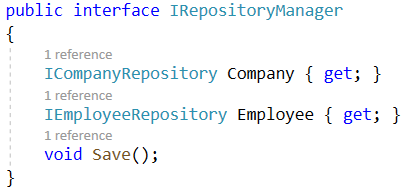 public interface IRepositoryManager
{
1 reference
ICompanyRepository Company { get; }
1 reference
IEmployeeRepository Employee { get; }
1 reference
void Save();
}